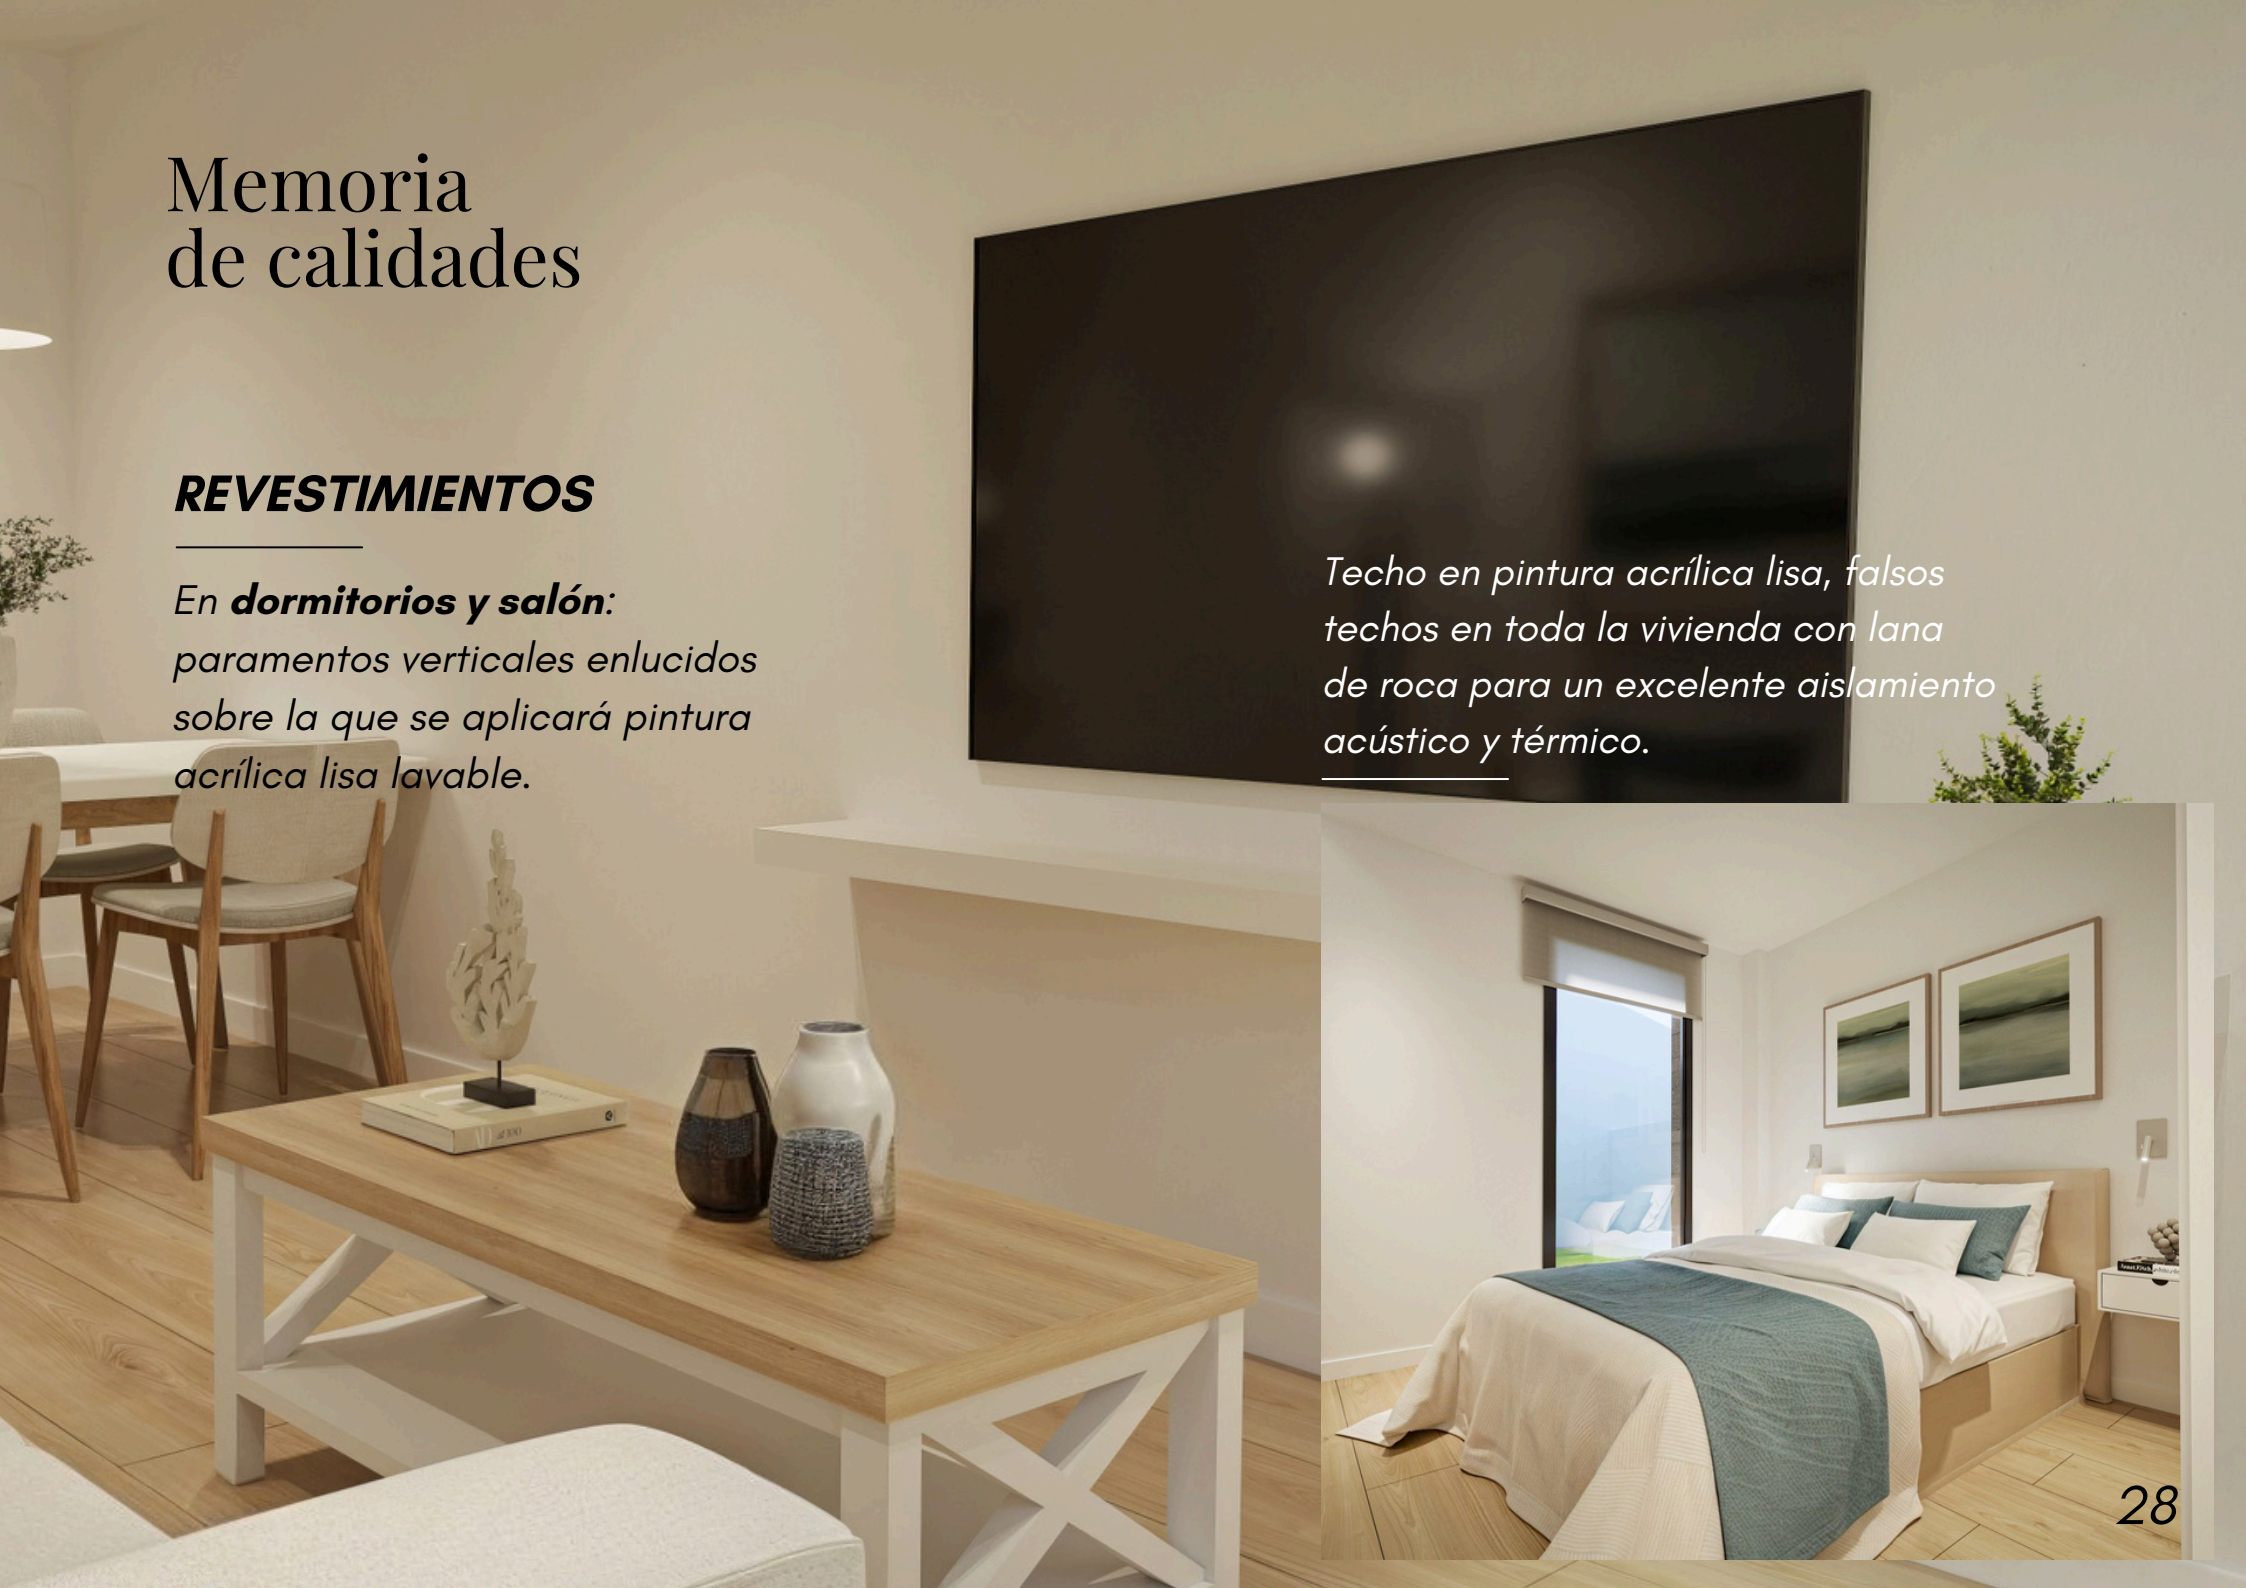 Memoria
de calidades
REVESTIMIENTOS
En dormitorios y salón:
paramentos verticales enlucidos
sobre la que se aplicará pintura
acrílica lisa lavable.
Techo en pintura acrílica lisa, falsos
techos en toda la vivienda con lana
de roca para un excelente aislamiento
acústico y térmico.
28